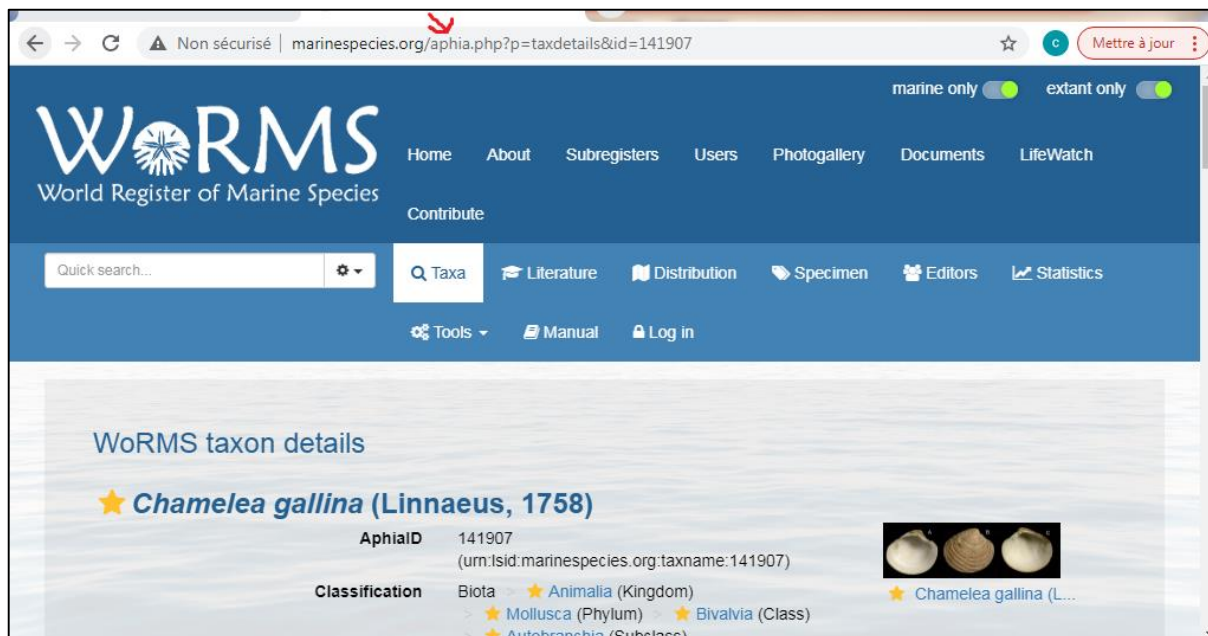 Non sécurisé | marinespecies.org/aphia.php?p=taxdetails&id=141907
C
Mettre à jour
marine only
extant only
WoRMS
World Register of Marine Species
Home About Subregisters Users Photogallery Documents LifeWatch
Contribute
Quick search...
Taxa Literature Distribution Specimen Editors Statistics
Tools Manual Log in
WoRMS taxon details
Chamelea gallina (Linnaeus, 1758)
AphiaID 141907
(urn:lsid:marinespecies.org:taxname:141907)
Classification Biota > Animalia (Kingdom)
> Mollusca (Phylum) > Bivalvia (Class)
> Autobranchia (Subclass)
Chamelea gallina (L...